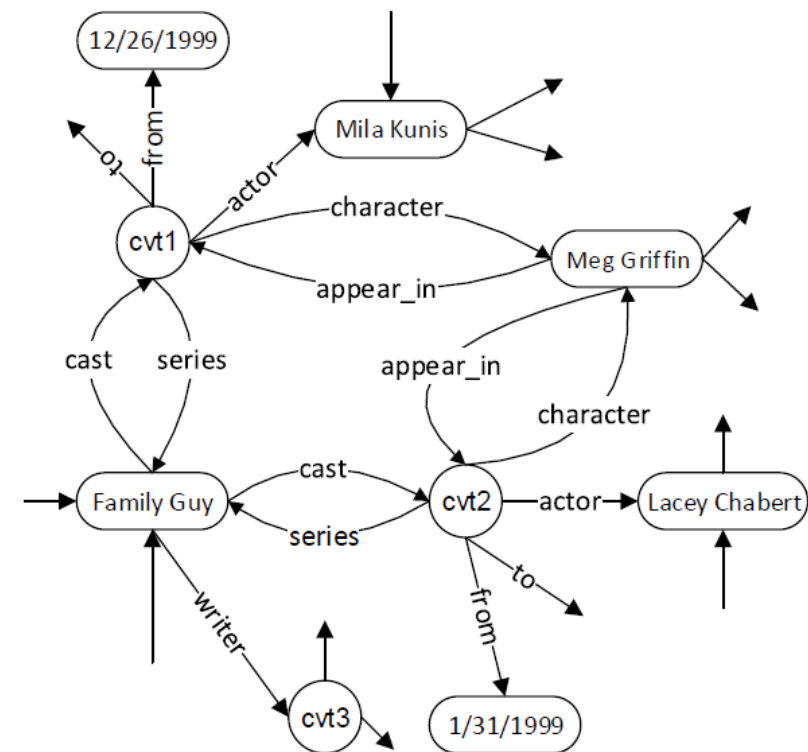 12/26/1999
to
from
Mila Kunis
actor
character
cvt1
Meg Griffin
appear_in
cast
series
appear_in
character
cast
Family Guy
cvt2
actor
Lacey Chabert
series
to
from
writer
cvt3
1/31/1999